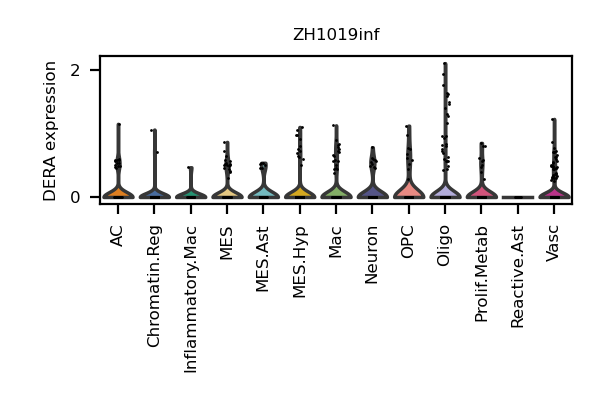 ZH1019inf
DERA expression
2
0
AC
Chromatin.Reg
Inflammatory.Mac
MES
MES.Ast
MES.Hyp
Mac
Neuron
OPC
Oligo
Prolif.Metab
Reactive.Ast
Vasc